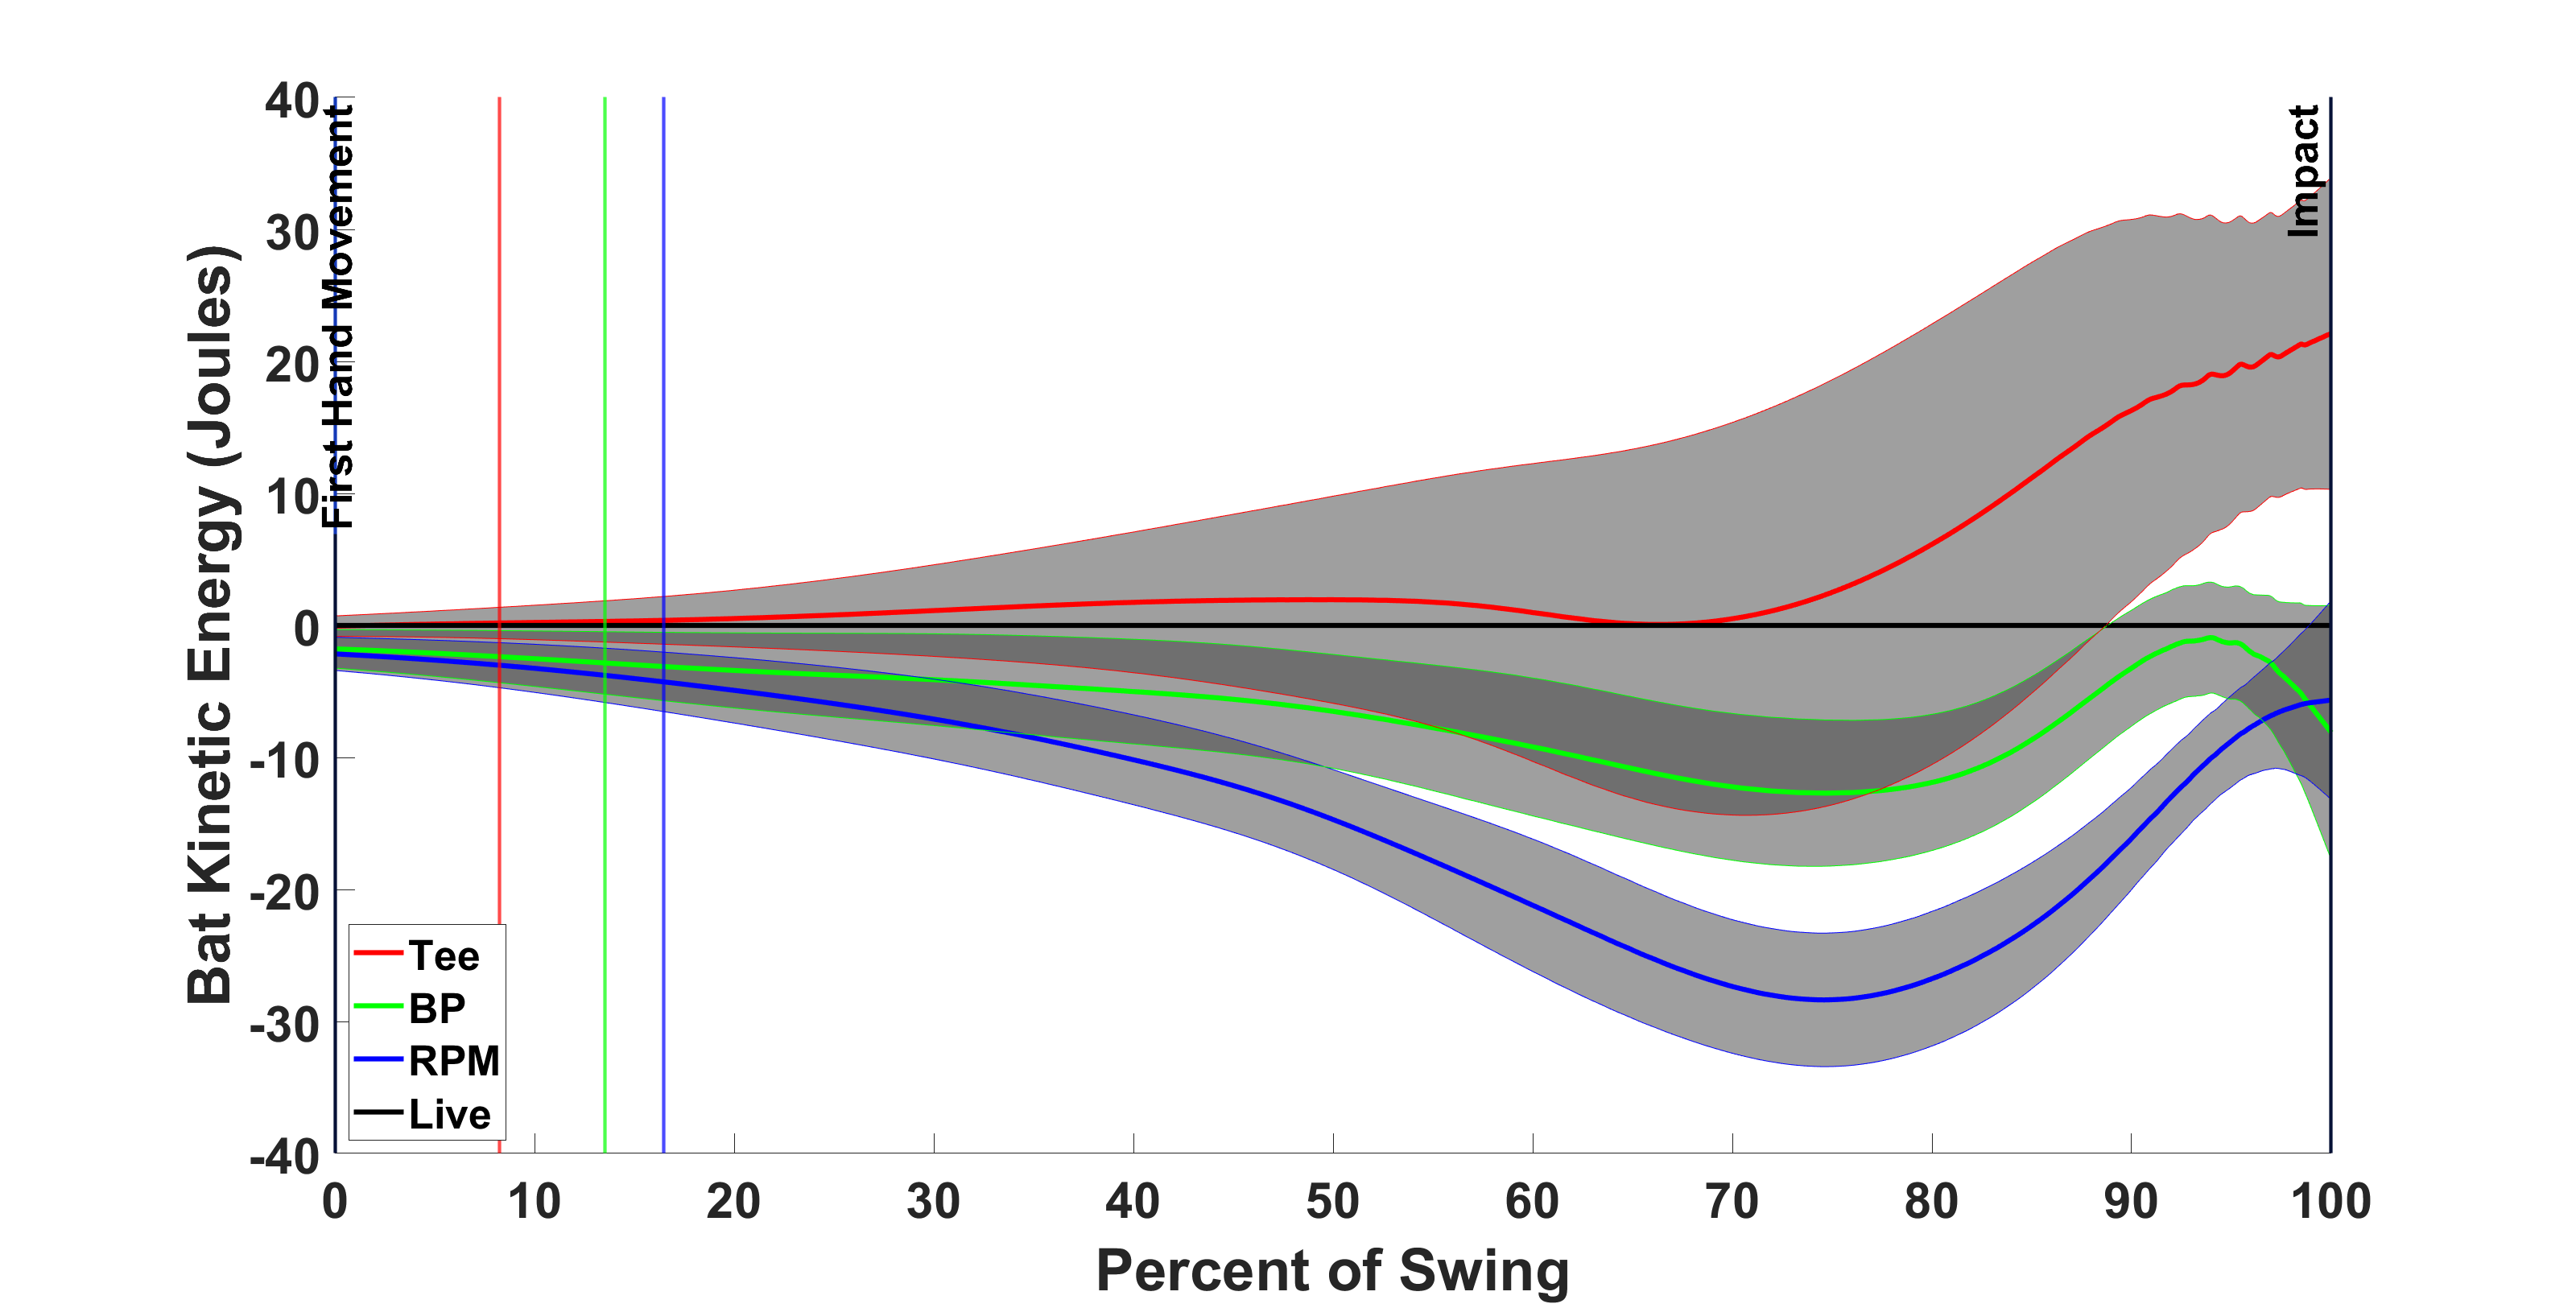 Bat Kinetic Energy (Joules)
40
30
20
10
0
-10
-20
-30
-40
First Hand Movement
Impact
Tee
BP
RPM
Live
0 10 20 30 40 50 60 70 80 90 100
Percent of Swing